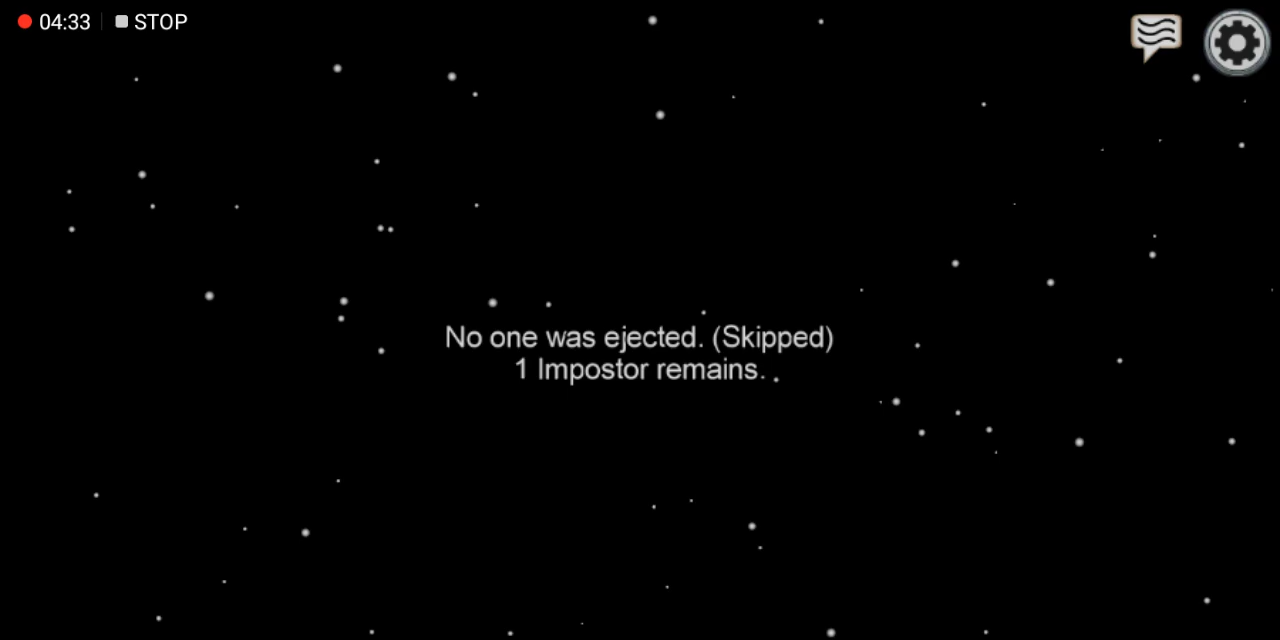 04:33 STOP
No one was ejected. (Skipped)
1 Impostor remains.